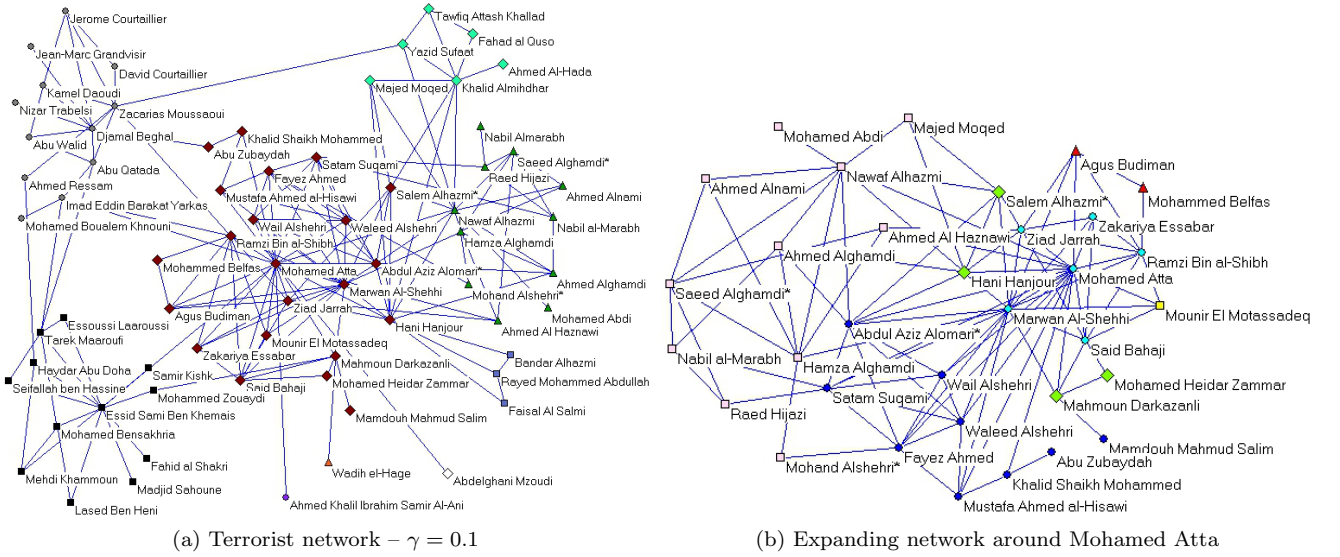 Jerome Courtaillier
Jean-Marc Grandvisir
David Courtaillier
Kamel Daoudi
Nizar Trabelsi
Zacarias Moussaoui
Djamal Beghal
Abu Walid
Abu Qatada
Ahmed Ressam
Imad Eddin Barakat Yarkas
Mohamed Boualem Khnouni
Tawfiq Attash Khallad
Fahad al Quso
Yazid Sufaat
Ahmed Al-Hada
Majed Moqed
Khalid Almihdhar
Nabil Almarabh
Khalid Shaikh Mohammed
Abu Zubaydah
Satam Suqami
Saeed Alghamdi*
Raed Hijazi
Fayez Ahmed
Mustafa Ahmed al-Hisawi
Salem Alhazmi*
Ahmed Alnami
Wail Alshehri
Waleed Alshehri
Nawaf Alhazmi
Nabil al-Marabh
Ramzi Bin al-Shibh
Hamza Alghamdi
Mohammed Belfas
Mohamed Atta
Abdul Aziz Alomari*
Ahmed Alghamdi
Marwan Al-Shehhi
Mohand Alshehri*
Agus Budiman
Ziad Jarrah
Mohamed Abdi
Hani Hanjour
Ahmed Al Haznawi
Essoussi Laaroussi
Tarek Maaroufi
Zakariya Essabar
Mounir El Motassadeq
Bandar Alhazmi
Haydar Abu Doha
Samir Kishk
Mahmoun Darkazanli
Rayed Mohammed Abdullah
Seifallah ben Hassine
Said Bahaji
Mohamed Heidar Zammar
Mohammed Zouaydi
Faisal Al Salmi
Essid Sami Ben Khemais
Mamdouh Mahmud Salim
Mohamed Bensakhria
Fahid al Shakri
Mehdi Khammoun
Wadih el-Hage
Madjid Sahoune
Abdelghani Mzoudi
Lased Ben Heni
Ahmed Khalil Ibrahim Samir Al-Ani
(a) Terrorist network – γ = 0.1
Mohamed Abdi
Majed Moqed
Agus Budiman
Ahmed Alnami
Nawaf Alhazmi
Mohammed Belfas
Salem Alhazmi*
Zakariya Essabar
Ahmed Al Haznawi
Ziad Jarrah
Ahmed Alghamdi
Ramzi Bin al-Shibh
Hani Hanjour
Mohamed Atta
Saeed Alghamdi*
Mounir El Motassadeq
Abdul Aziz Alomari*
Marwan Al-Shehhi
Said Bahaji
Nabil al-Marabh
Hamza Alghamdi
Mohamed Heidar Zammar
Wail Alshehri
Satam Suqami
Mahmoun Darkazanli
Raed Hijazi
Waleed Alshehri
Mamdouh Mahmud Salim
Mohand Alshehri*
Fayez Ahmed
Abu Zubaydah
Khalid Shaikh Mohammed
Mustafa Ahmed al-Hisawi
(b) Expanding network around Mohamed Atta